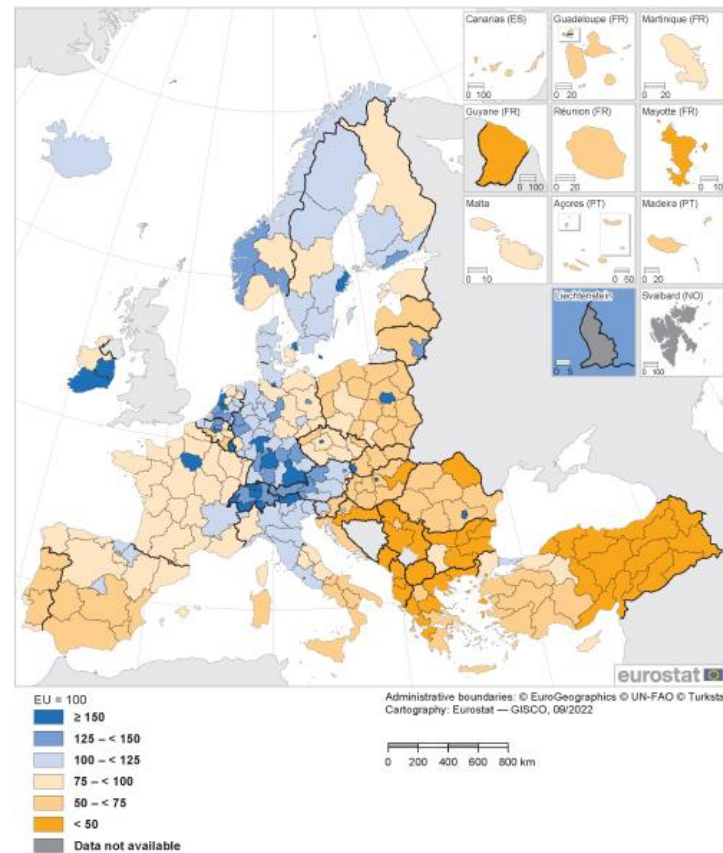 Canarias (ES)
0 100
Guadeloupe (FR)
0 20
Martinique (FR)
0 20
Guyane (FR)
0 100
Réunion (FR)
0 20
Mayotte (FR)
0 10
Malta
0 10
Açores (PT)
0 50
Madeira (PT)
0 20
Liechtenstein
0 5
Svalbard (NO)
0 100
eurostat
EU = 100
≥ 150
125 – < 150
100 – < 125
75 – < 100
50 – < 75
< 50
Data not available
Administrative boundaries: © EuroGeographics © UN-FAO © Turksta
Cartography: Eurostat — GISCO, 09/2022
0 200 400 600 800 km